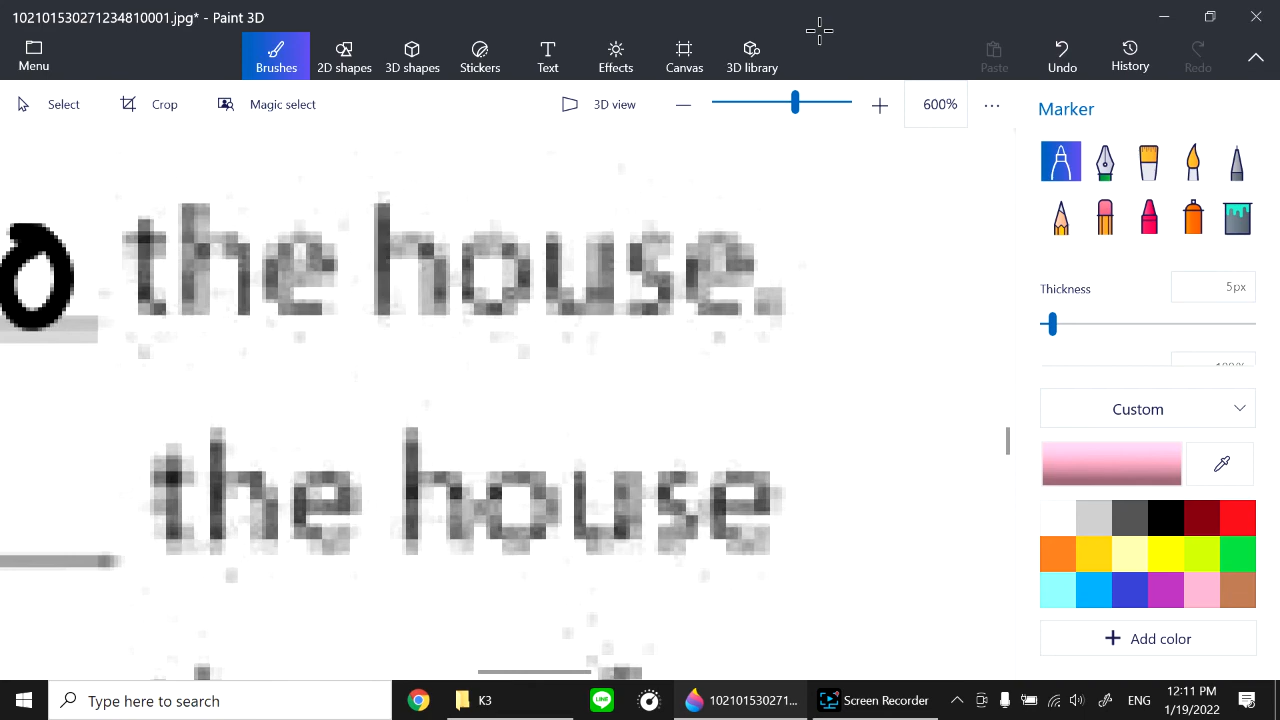 102101530271234810001.jpg* - Paint 3D
Menu
Brushes
2D shapes
3D shapes
Stickers
Text
Effects
Canvas
3D library
Paste
Undo
History
Redo
Select
Crop
Magic select
3D view
600%
Marker
o the house.
Thickness
5px
Custom
the house
Add color
Type here to search
K3
102101530271...
Screen Recorder
ENG
12:11 PM
1/19/2022